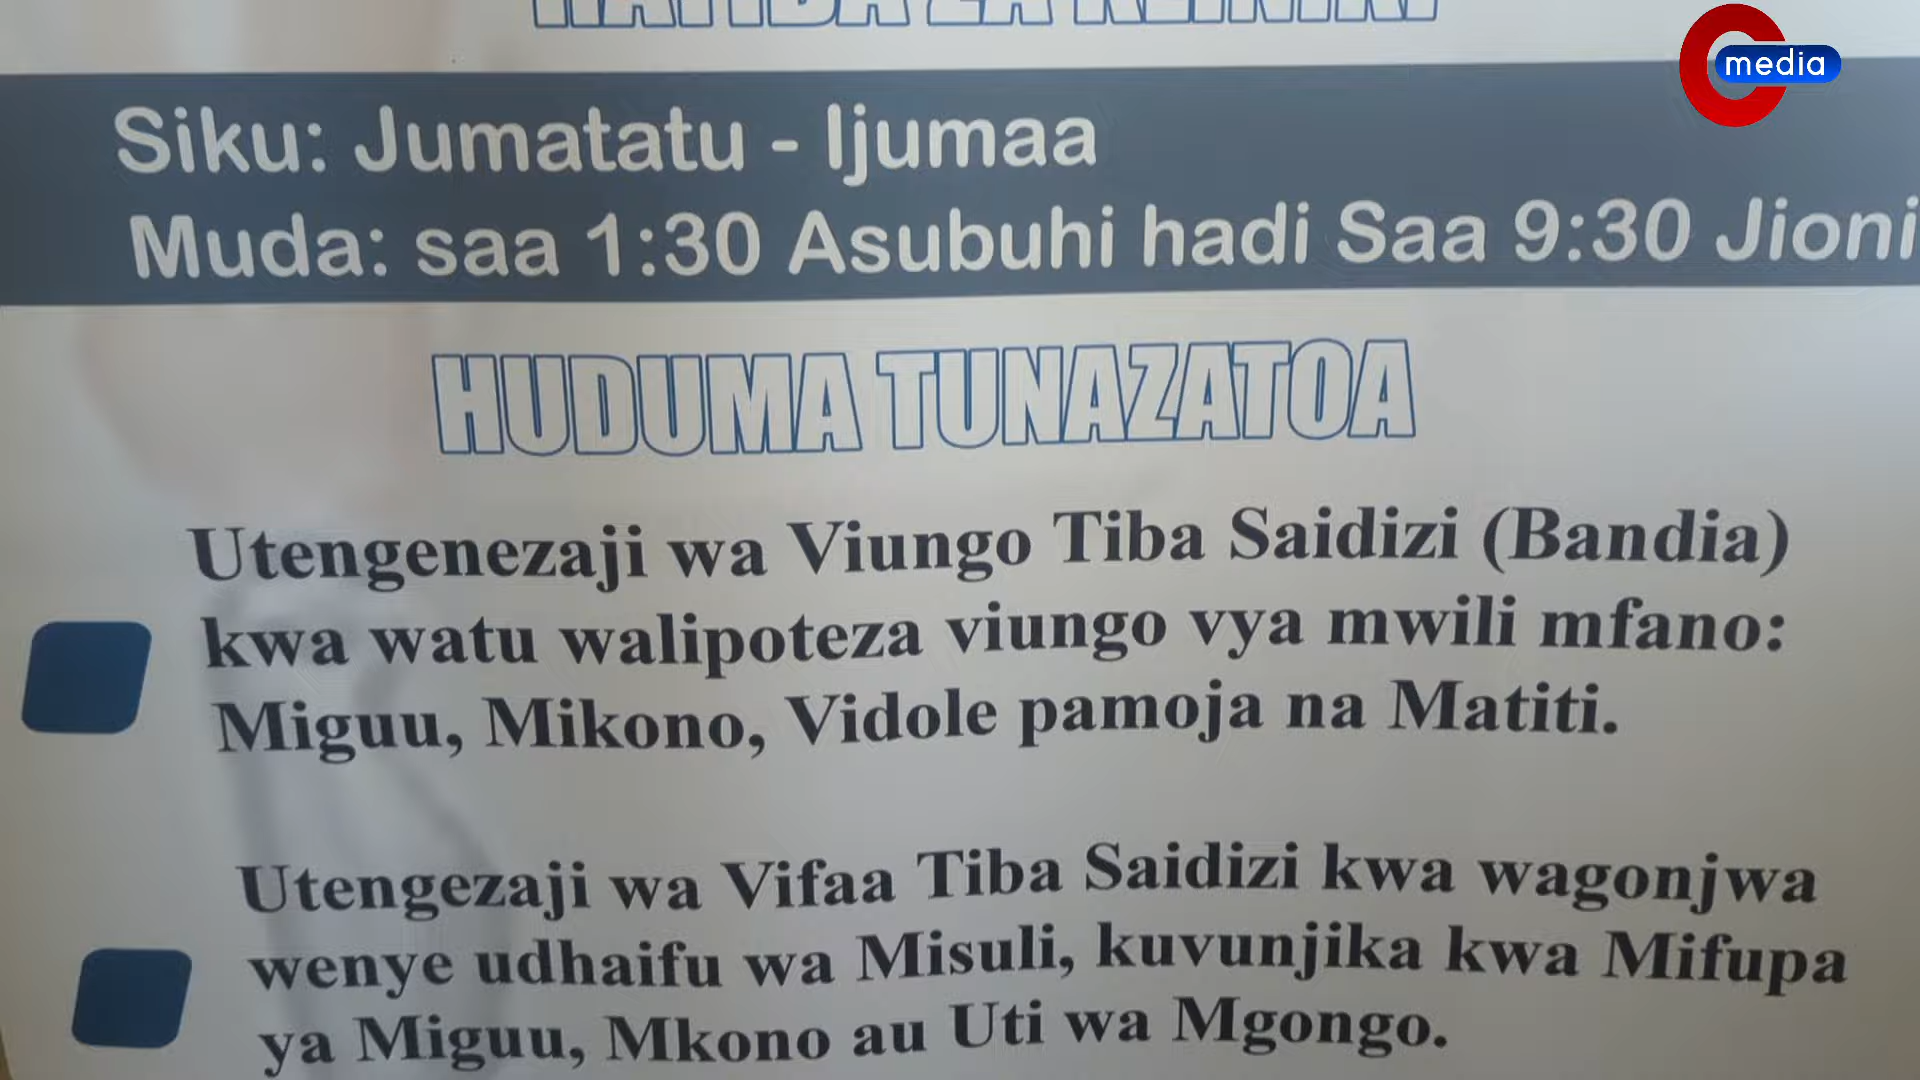 media
Siku: Jumatatu - Ijumaa
Muda: saa 1:30 Asubuhi hadi Saa 9:30 Jioni
HUDUMA TUNAZATOA
Utengenezaji wa Viungo Tiba Saidizi (Bandia)
kwa watu walipoteza viungo vya mwili mfano:
Miguu, Mikono, Vidole pamoja na Matiti.
Utengezaji wa Vifaa Tiba Saidizi kwa wagonjwa
wenye udhaifu wa Misuli, kuvunjika kwa Mifupa
ya Miguu, Mkono au Uti wa Mgongo.